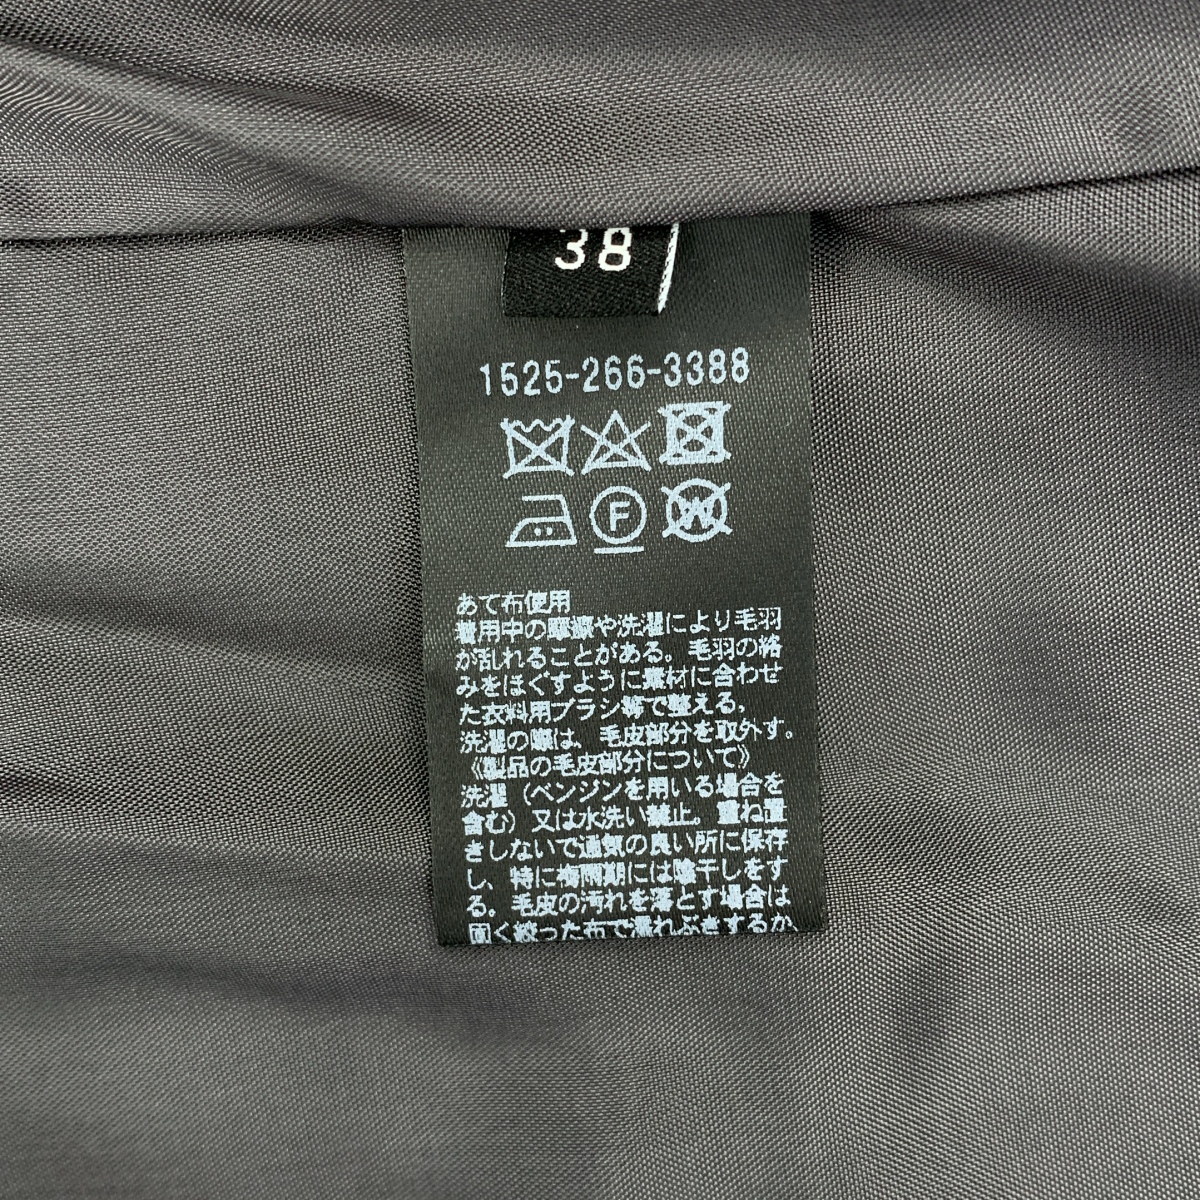 38
1525-266-3388
F
W
あて布使用
着用中の摩擦や洗濯により毛羽
が乱れることがある。毛羽の絡
みをほぐすように素材に合わせ
た衣料用ブラシ等で整える。
洗濯の際は、毛皮部分を取外す。
《製品の毛皮部分について》
洗濯（ベンジンを用いる場合を
含む）又は水洗い禁止。重ね置
きしないで通気の良い所に保存
し、特に梅雨期には陰干しをす
る。毛皮の汚れを落とす場合は
固く絞った布で濡れぶきするか、